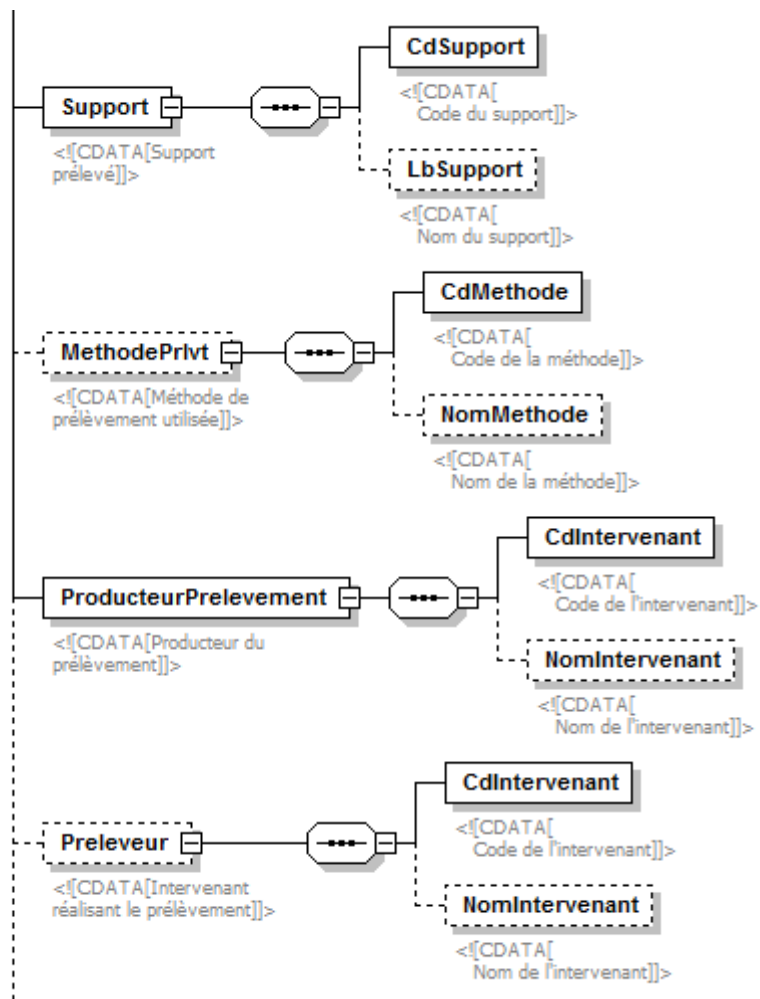 CdSupport
<![CDATA[
Code du support]]>
Support
<![CDATA[Support
prélevé]]>
LbSupport
<![CDATA[
Nom du support]]>
CdMethode
<![CDATA[
Code de la méthode]]>
MethodePrlvt
<![CDATA[Méthode de
prélèvement utilisée]]>
NomMethode
<![CDATA[
Nom de la méthode]]>
CdIntervenant
<![CDATA[
Code de l'intervenant]]>
ProducteurPrelevement
<![CDATA[Producteur du
prélèvement]]>
NomIntervenant
<![CDATA[
Nom de l'intervenant]]>
CdIntervenant
<![CDATA[
Code de l'intervenant]]>
Preleveur
<![CDATA[Intervenant
réalisant le prélèvement]]>
NomIntervenant
<![CDATA[
Nom de l'intervenant]]>